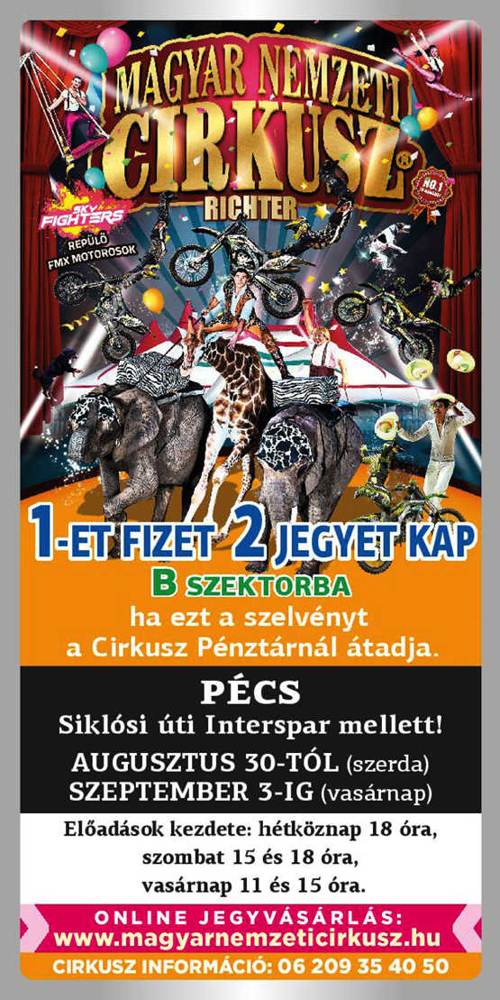 MAGYAR NEMZETI
CIRKUSZ®
RICHTER
NO.1
SKY
FIGHTERS
REPÜLŐ
FMX MOTOROSOK
1-ET FIZET 2 JEGYET KAP
B SZEKTORBA
ha ezt a szelvényt
a Cirkusz Pénztárnál átadja.
PÉCS
Siklósi úti Interspar mellett!
AUGUSZTUS 30-TÓL (szerda)
SZEPTEMBER 3-IG (vasárnap)
Előadások kezdete: hétköznap 18 óra,
szombat 15 és 18 óra,
vasárnap 11 és 15 óra.
ONLINE JEGYVÁSÁRLÁS:
www.magyarnemzeticirkusz.hu
CIRKUSZ INFORMÁCIÓ: 06 209 35 40 50